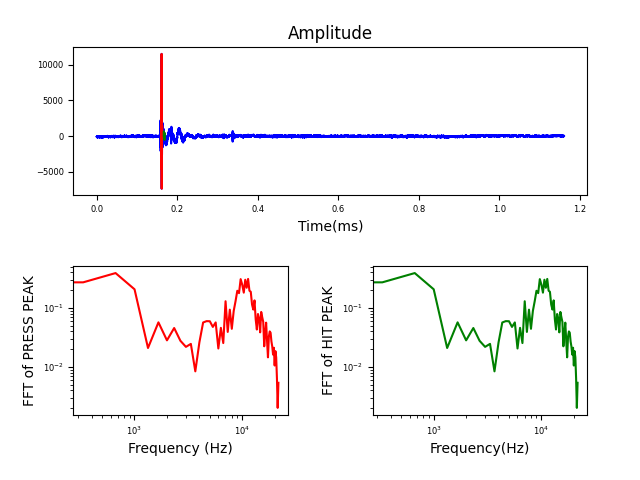 Amplitude
10000
5000
0
−5000
0.0 0.2 0.4 0.6 0.8 1.0 1.2
Time(ms)
FFT of PRESS PEAK
10⁻¹
10⁻²
10³ 10⁴
Frequency (Hz)
FFT of HIT PEAK
10⁻¹
10⁻²
10³ 10⁴
Frequency(Hz)